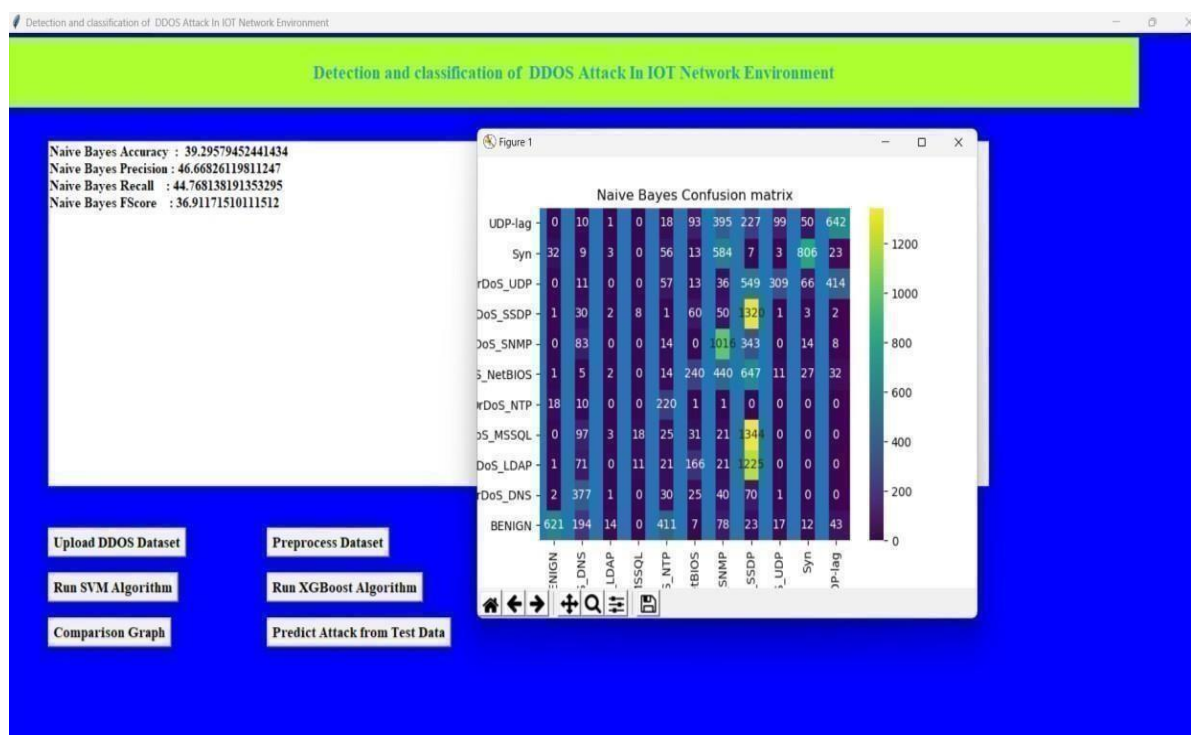 Detection and classification of DDOS Attack In IOT Network Environment
Detection and classification of DDOS Attack In IOT Network Environment
Naive Bayes Accuracy : 39.29579452441434
Naive Bayes Precision : 46.66826119811247
Naive Bayes Recall : 44.768138191353295
Naive Bayes FScore : 36.91171510111512
Figure 1
Naive Bayes Confusion matrix
UDP-lag 0 10 1 0 18 93 395 227 99 50 642
Syn 32 9 3 0 56 13 584 7 3 806 23
rDoS_UDP 0 11 0 0 57 13 36 549 309 66 414
DoS_SSDP 1 30 2 8 1 60 50 1320 1 3 2
DoS_SNMP 0 83 0 0 14 0 1016 343 0 14 8
S_NetBIOS 1 5 2 0 14 240 440 647 11 27 32
rDoS_NTP 18 10 0 0 220 1 1 0 0 0 0
oS_MSSQL 0 97 3 18 25 31 21 1344 0 0 0
DoS_LDAP 1 71 0 11 21 166 21 1225 0 0 0
rDoS_DNS 2 377 1 0 30 25 40 70 1 0 0
BENIGN 621 194 14 0 411 7 78 23 17 12 43
1200
1000
800
600
400
200
0
ENIGN
S_DNS
LDAP
MSSQL
S_NTP
tBIOS
SNMP
SSDP
S_UDP
Syn
DP-lag
Upload DDOS Dataset
Preprocess Dataset
Run SVM Algorithm
Run XGBoost Algorithm
Comparison Graph
Predict Attack from Test Data